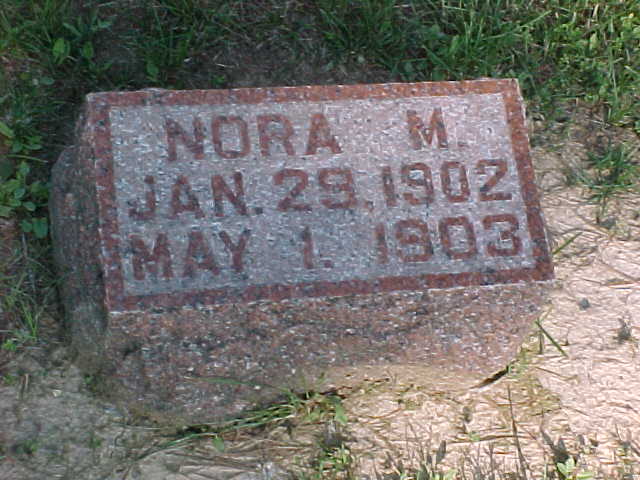 NORA M.
JAN. 29, 1902
MAY 1. 1903